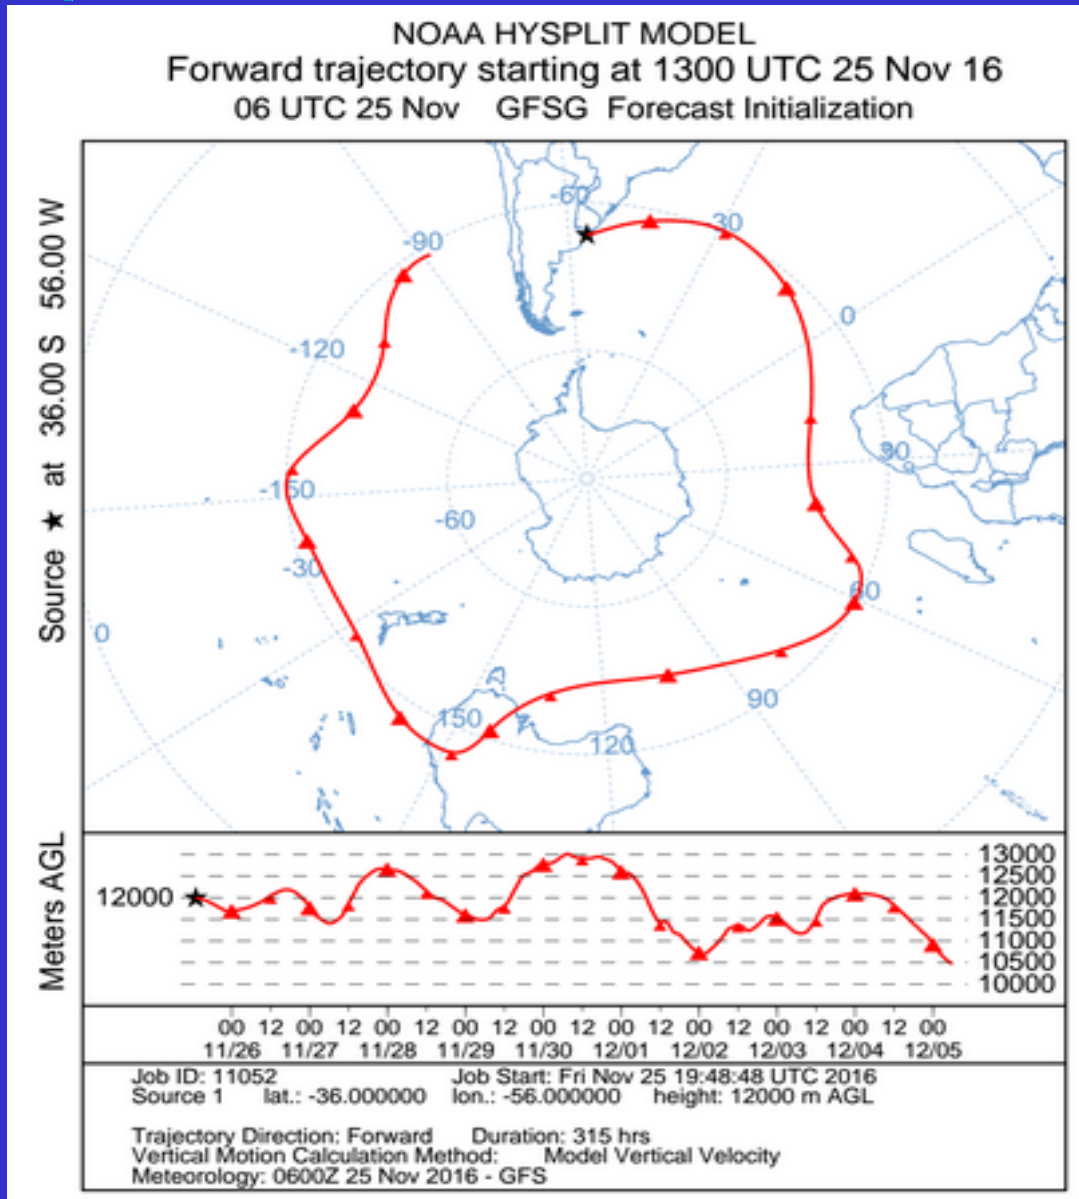 NOAA HYSPLIT MODEL
Forward trajectory starting at 1300 UTC 25 Nov 16
06 UTC 25 Nov GFSG Forecast Initialization
Source ★ at 36.00 S 56.00 W
-60
30
-90
0
-120
30
-150
-60
-30
60
0
90
150
120
Meters AGL
12000 ★
13000
12500
12000
11500
11000
10500
10000
00 12 00 12 00 12 00 12 00 12 00 12 00 12 00 12 00 12 00
11/26 11/27 11/28 11/29 11/30 12/01 12/02 12/03 12/04 12/05
Job ID: 11052 Job Start: Fri Nov 25 19:48:48 UTC 2016
Source 1 lat.: -36.000000 lon.: -56.000000 height: 12000 m AGL
Trajectory Direction: Forward Duration: 315 hrs
Vertical Motion Calculation Method: Model Vertical Velocity
Meteorology: 0600Z 25 Nov 2016 - GFS